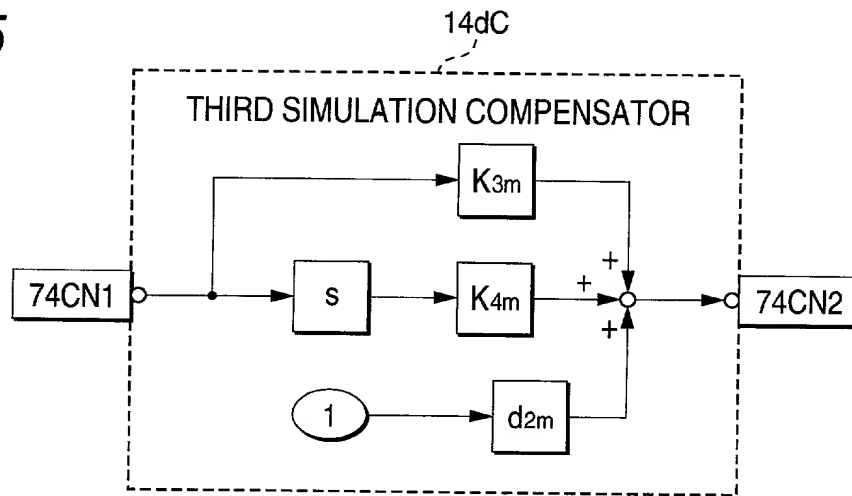 5
14dC
THIRD SIMULATION COMPENSATOR
K3m
+
74CN1
s
K4m
+
74CN2
+
1
d2m